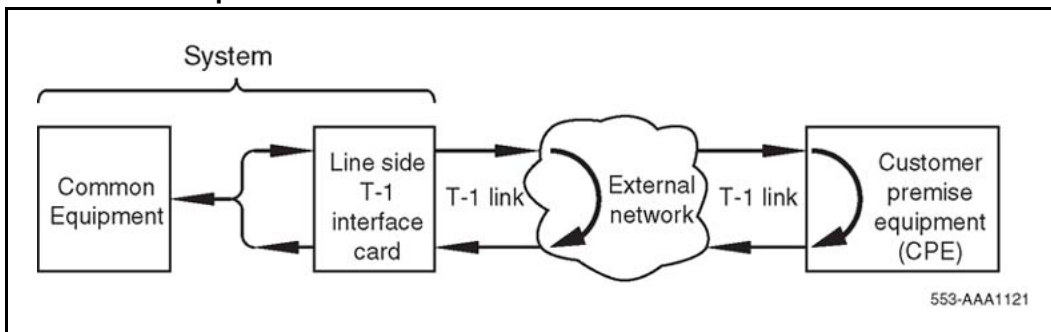 System
Common
Equipment
Line side
T-1
interface
card
T-1 link
External
network
T-1 link
Customer
premise
equipment
(CPE)
553-AAA1121